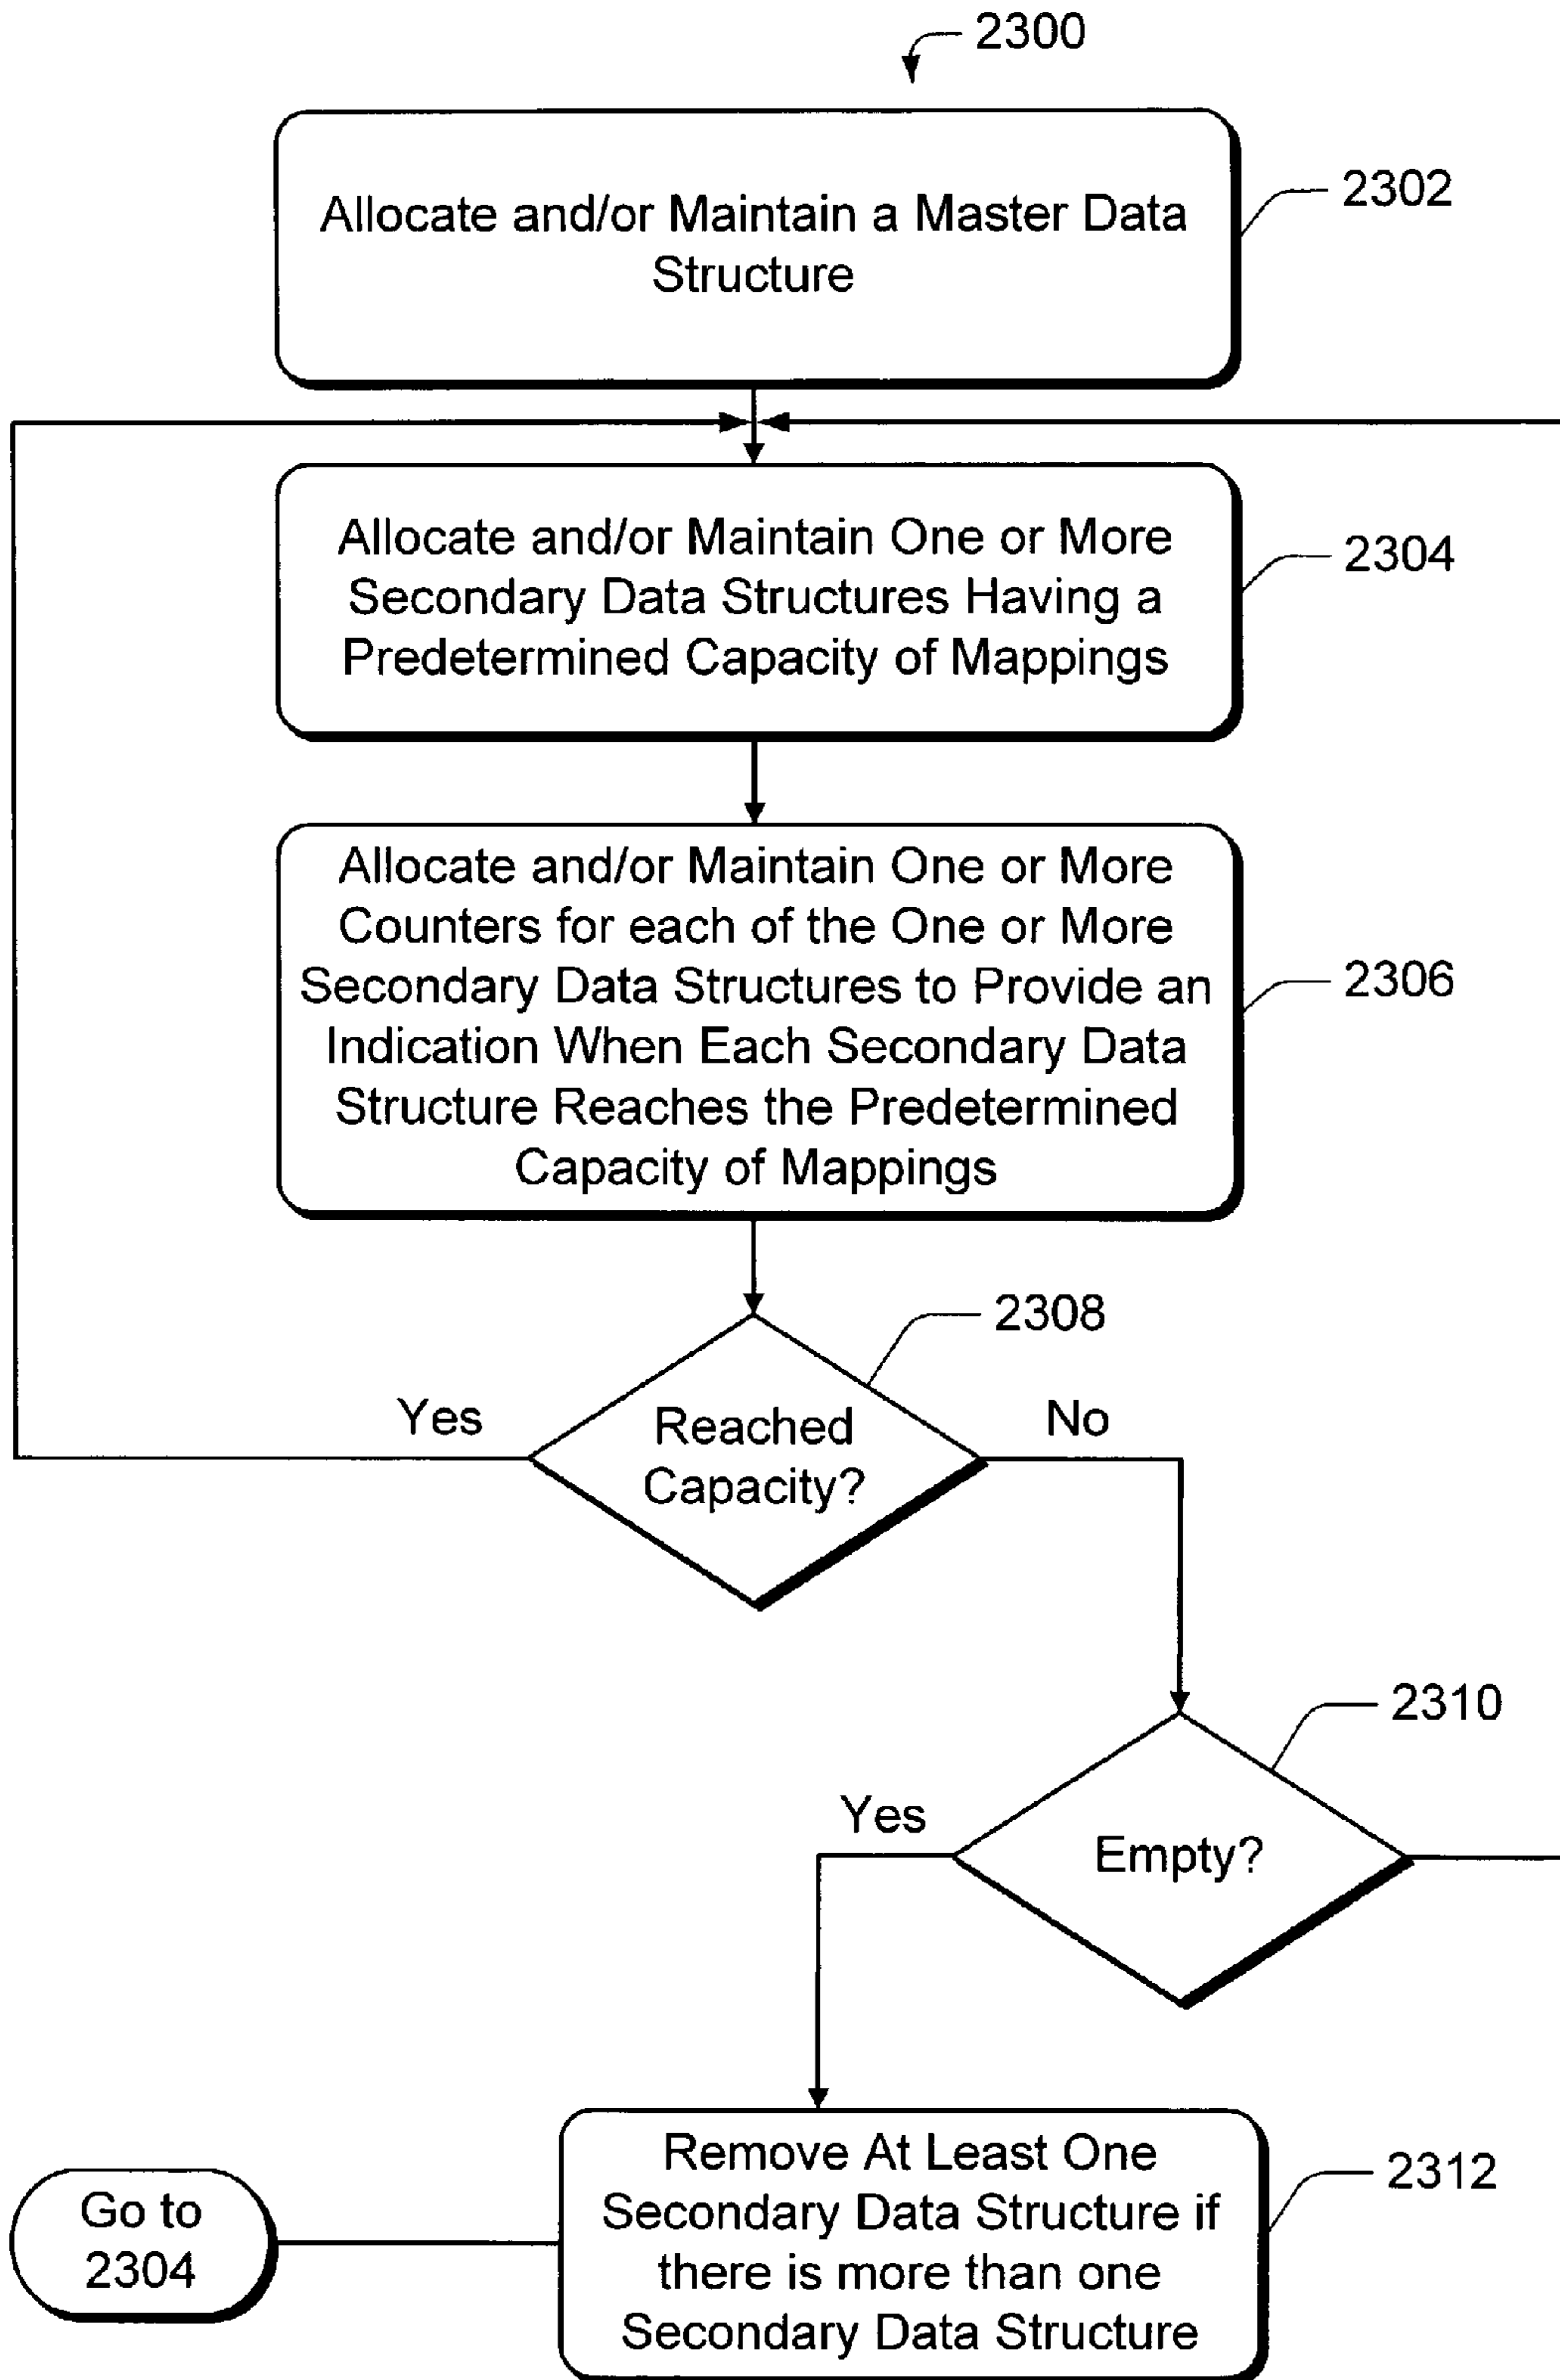 2300
Allocate and/or Maintain a Master Data
Structure
2302
Allocate and/or Maintain One or More
Secondary Data Structures Having a
Predetermined Capacity of Mappings
2304
Allocate and/or Maintain One or More
Counters for each of the One or More
Secondary Data Structures to Provide an
Indication When Each Secondary Data
Structure Reaches the Predetermined
Capacity of Mappings
2306
2308
Yes
Reached
Capacity?
No
2310
Yes
Empty?
Remove At Least One
Secondary Data Structure if
there is more than one
Secondary Data Structure
2312
Go to
2304